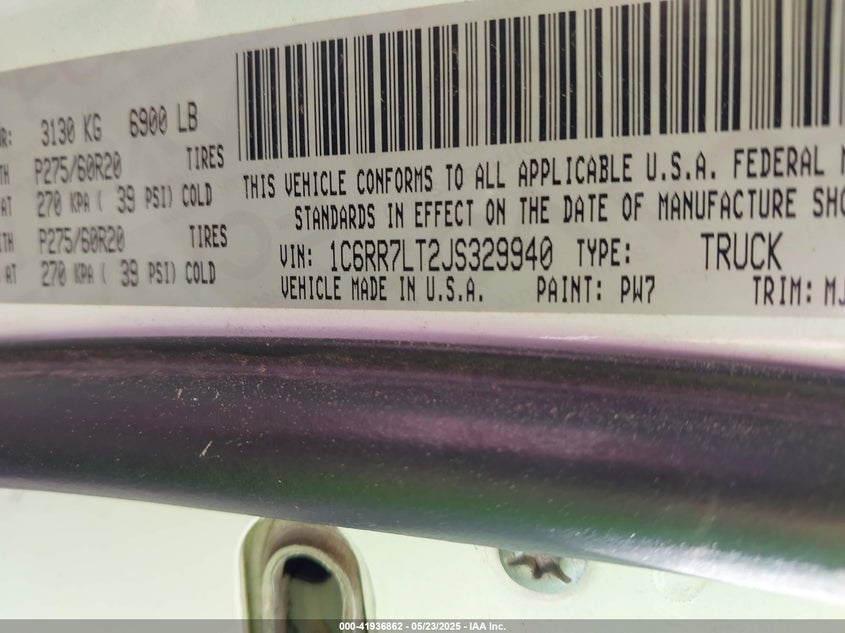 R: 3130 KG 6900 LB
TH P275/60R20 TIRES
AT 270 KPA ( 39 PSI) COLD
ITH P275/60R20 TIRES
AT 270 KPA ( 39 PSI) COLD
THIS VEHICLE CONFORMS TO ALL APPLICABLE U.S.A. FEDERAL M
STANDARDS IN EFFECT ON THE DATE OF MANUFACTURE SHO
VIN: 1C6RR7LT2JS329940 TYPE: TRUCK
VEHICLE MADE IN U.S.A. PAINT: PW7 TRIM: MJ
000-41936862 - 05/23/2025 - IAA Inc.